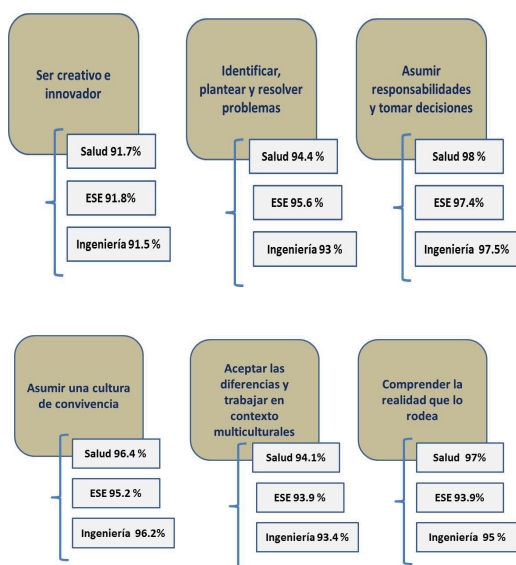 Ser creativo e
innovador
Salud 91.7%
ESE 91.8%
Ingeniería 91.5 %
Identificar,
plantear y resolver
problemas
Salud 94.4 %
ESE 95.6 %
Ingeniería 93 %
Asumir
responsabilidades
y tomar decisiones
Salud 98 %
ESE 97.4%
Ingeniería 97.5%
Asumir una cultura
de convivencia
Salud 96.4 %
ESE 95.2 %
Ingeniería 96.2%
Aceptar las
diferencias y
trabajar en
contexto
multiculturales
Salud 94.1%
ESE 93.9 %
Ingeniería 93.4 %
Comprender la
realidad que lo
rodea
Salud 97%
ESE 93.9%
Ingeniería 95 %